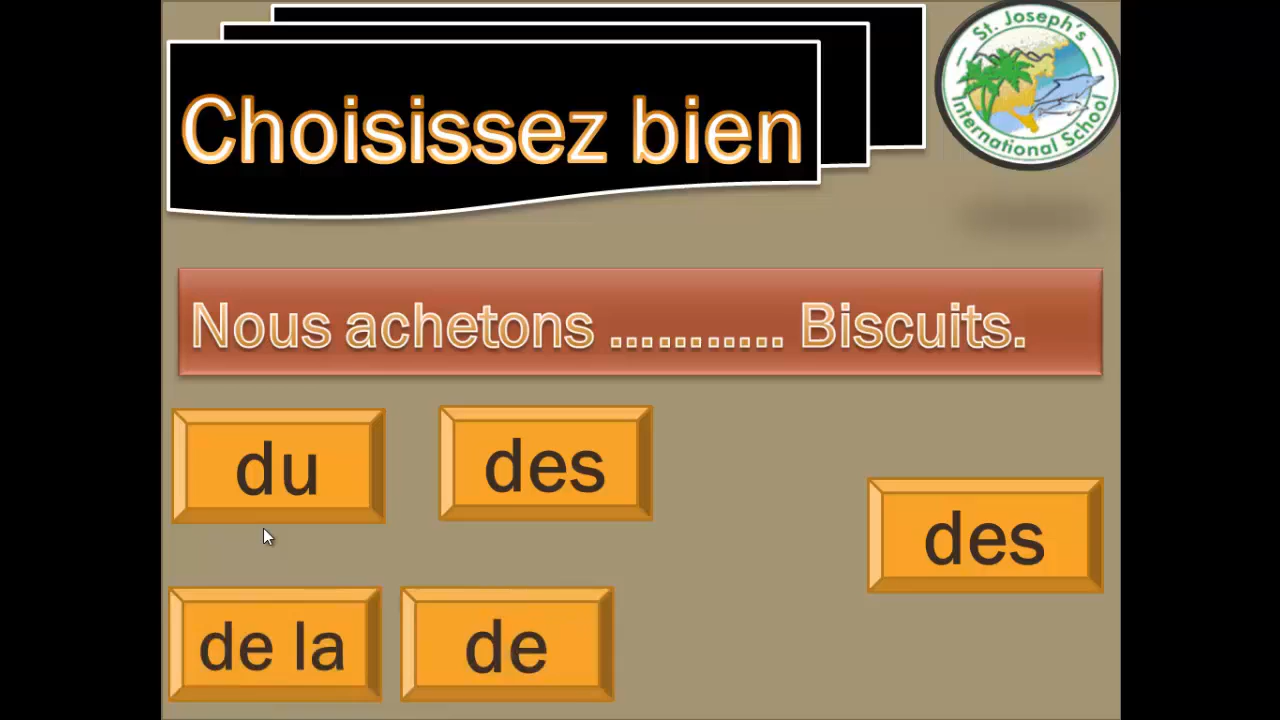 St. Joseph's
International School
Choisissez bien
Nous achetons ........... Biscuits.
du
des
des
de la
de